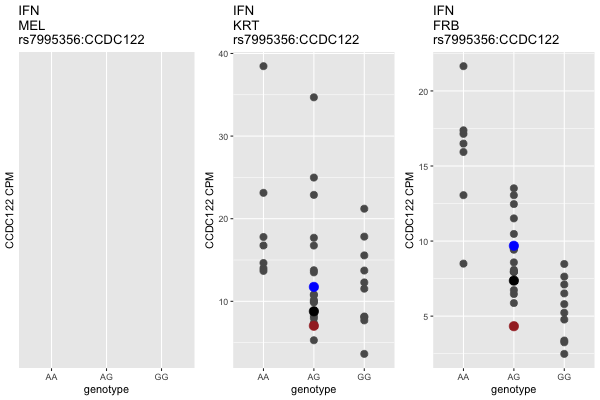 IFN
MEL
rs7995356:CCDC122
CCDC122 CPM
AA AG GG
genotype
IFN
KRT
rs7995356:CCDC122
CCDC122 CPM
40
30
20
10
AA AG GG
genotype
IFN
FRB
rs7995356:CCDC122
CCDC122 CPM
20
15
10
5
AA AG GG
genotype